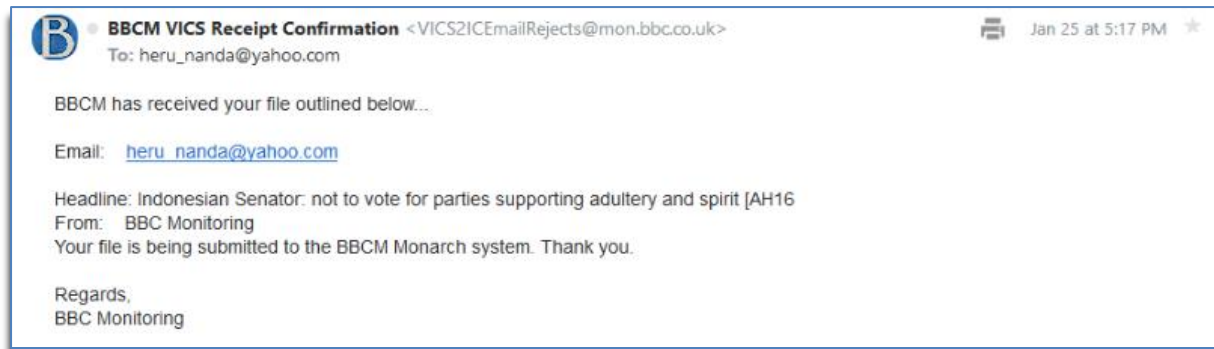 BBCM VICS Receipt Confirmation <VICS2ICEmailRejects@mon.bbc.co.uk> Jan 25 at 5:17 PM
To: heru_nanda@yahoo.com
BBCM has received your file outlined below...
Email: heru_nanda@yahoo.com
Headline: Indonesian Senator: not to vote for parties supporting adultery and spirit [AH16
From: BBC Monitoring
Your file is being submitted to the BBCM Monarch system. Thank you.
Regards,
BBC Monitoring